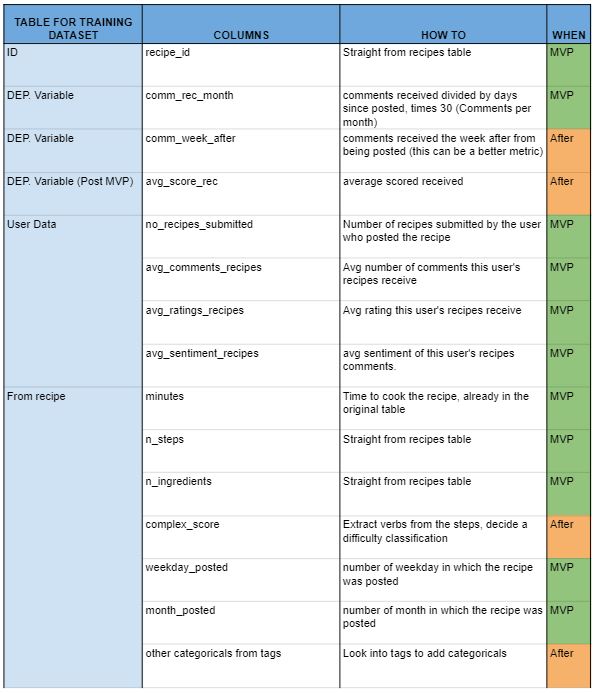 TABLE FOR TRAINING DATASET COLUMNS HOW TO WHEN
ID recipe_id Straight from recipes table MVP
DEP. Variable comm_rec_month comments received divided by days MVP
since posted, times 30 (Comments per
month)
DEP. Variable comm_week_after comments received the week after from After
being posted (this can be a better metric)
DEP. Variable (Post MVP) avg_score_rec average scored received After
User Data no_recipes_submitted Number of recipes submitted by the user MVP
who posted the recipe
avg_comments_recipes Avg number of comments this user's MVP
recipes receive
avg_ratings_recipes Avg rating this user's recipes receive MVP
avg_sentiment_recipes avg sentiment of this user's recipes MVP
comments.
From recipe minutes Time to cook the recipe, already in the MVP
original table
n_steps Straight from recipes table MVP
n_ingredients Straight from recipes table MVP
complex_score Extract verbs from the steps, decide a After
difficulty classification
weekday_posted number of weekday in which the recipe MVP
was posted
month_posted number of month in which the recipe was MVP
posted
other categoricals from tags Look into tags to add categoricals After